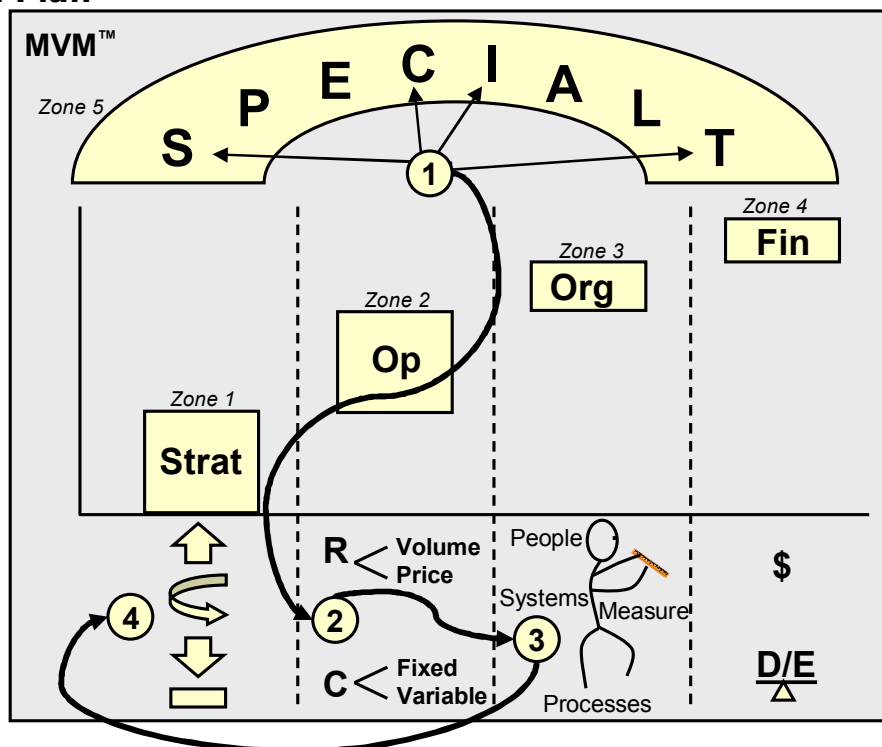 MVM™
S P E C I A L T
Zone 5
1
Zone 4
Fin
Zone 3
Org
Zone 2
Op
Zone 1
Strat
R
Volume
Price
People
$
Systems
Measure
4
2
3
C
Fixed
Variable
D/E
Processes